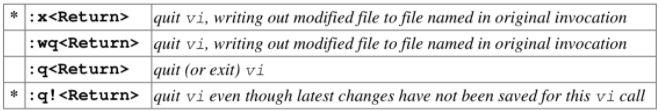 * :x<Return> quit vi, writing out modified file to file named in original invocation
:wq<Return> quit vi, writing out modified file to file named in original invocation
:q<Return> quit (or exit) vi
* :q!<Return> quit vi even though latest changes have not been saved for this vi call